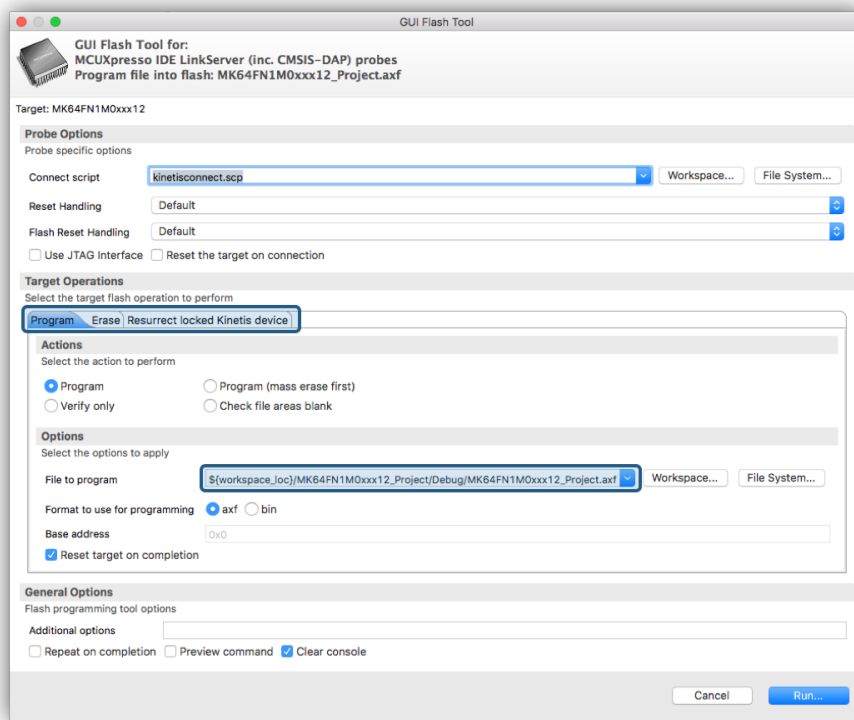 GUI Flash Tool
GUI Flash Tool for:
MCUXpresso IDE LinkServer (inc. CMSIS-DAP) probes
Program file into flash: MK64FN1M0xxx12_Project.axf
Target: MK64FN1M0xxx12
Probe Options
Probe specific options
Connect script kinetisconnect.scp Workspace... File System...
Reset Handling Default
Flash Reset Handling Default
Use JTAG Interface Reset the target on connection
Target Operations
Select the target flash operation to perform
Program Erase Resurrect locked Kinetis device
Actions
Select the action to perform
Program Program (mass erase first)
Verify only Check file areas blank
Options
Select the options to apply
File to program ${workspace_loc}/MK64FN1M0xxx12_Project/Debug/MK64FN1M0xxx12_Project.axf Workspace... File System...
Format to use for programming axf bin
Base address 0x0
Reset target on completion
General Options
Flash programming tool options
Additional options
Repeat on completion Preview command Clear console
Cancel Run...